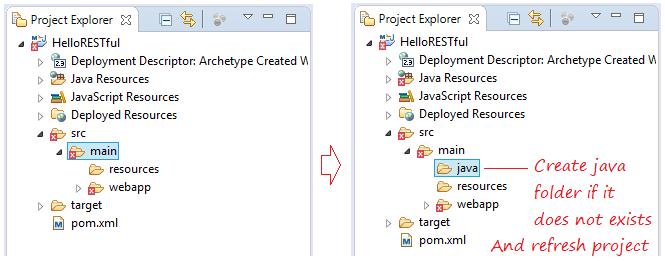 Project Explorer
HelloRESTful
Deployment Descriptor: Archetype Created W
Java Resources
JavaScript Resources
Deployed Resources
src
main
resources
webapp
target
pom.xml
Project Explorer
HelloRESTful
Deployment Descriptor: Archetype Created W
Java Resources
JavaScript Resources
Deployed Resources
src
main
java
resources
webapp
target
pom.xml
Create java
folder if it
does not exists
And refresh project